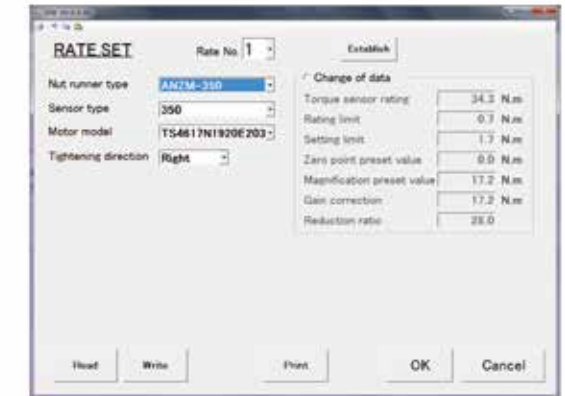 RATE SET
Rate No. 1
Establish
Nut runner type ANZM-350
Sensor type 350
Motor model TS4617N1920E203
Tightening direction Right
Change of data
Torque sensor rating 34.3 N.m
Rating limit 0.7 N.m
Setting limit 1.7 N.m
Zero point preset value 0.0 N.m
Magnification preset value 17.2 N.m
Gain correction 17.2 N.m
Reduction ratio 28.0
Read Write Print OK Cancel